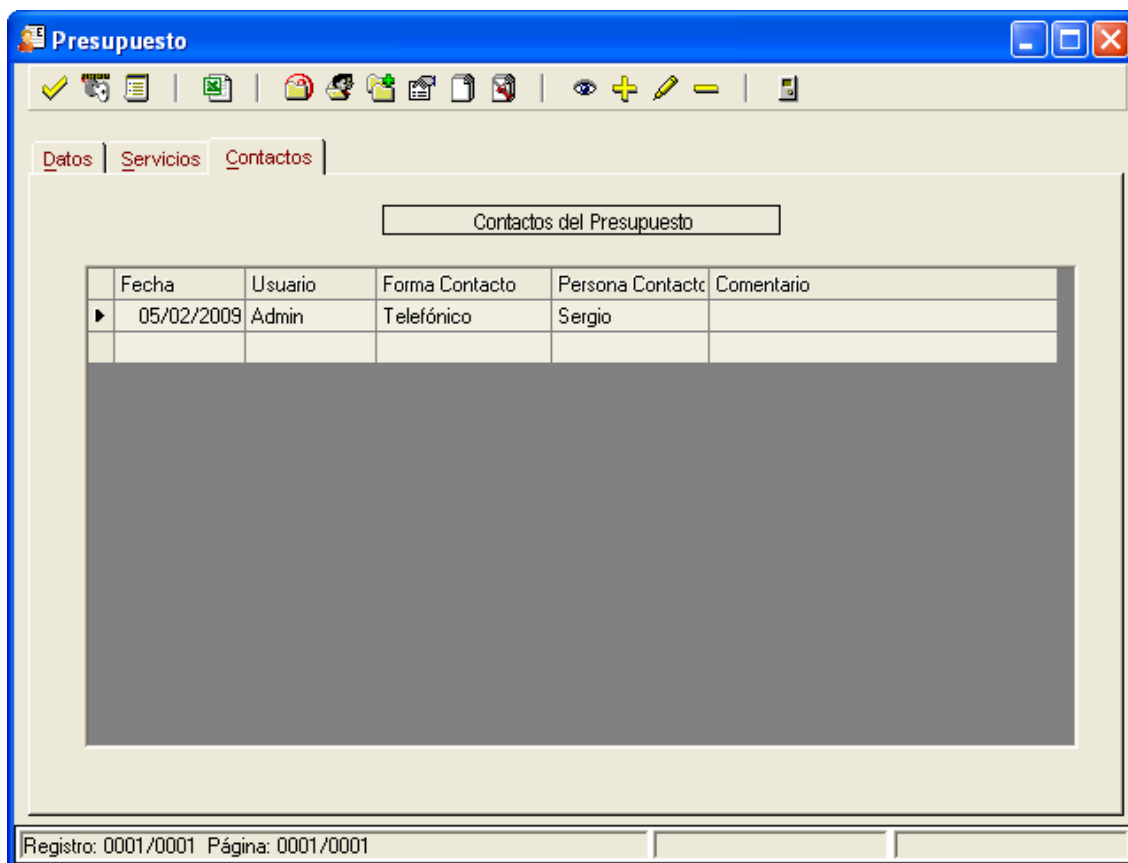 Presupuesto
Datos Servicios Contactos
Contactos del Presupuesto
Fecha Usuario Forma Contacto Persona Contacto Comentario
05/02/2009 Admin Telefónico Sergio
Registro: 0001/0001 Página: 0001/0001